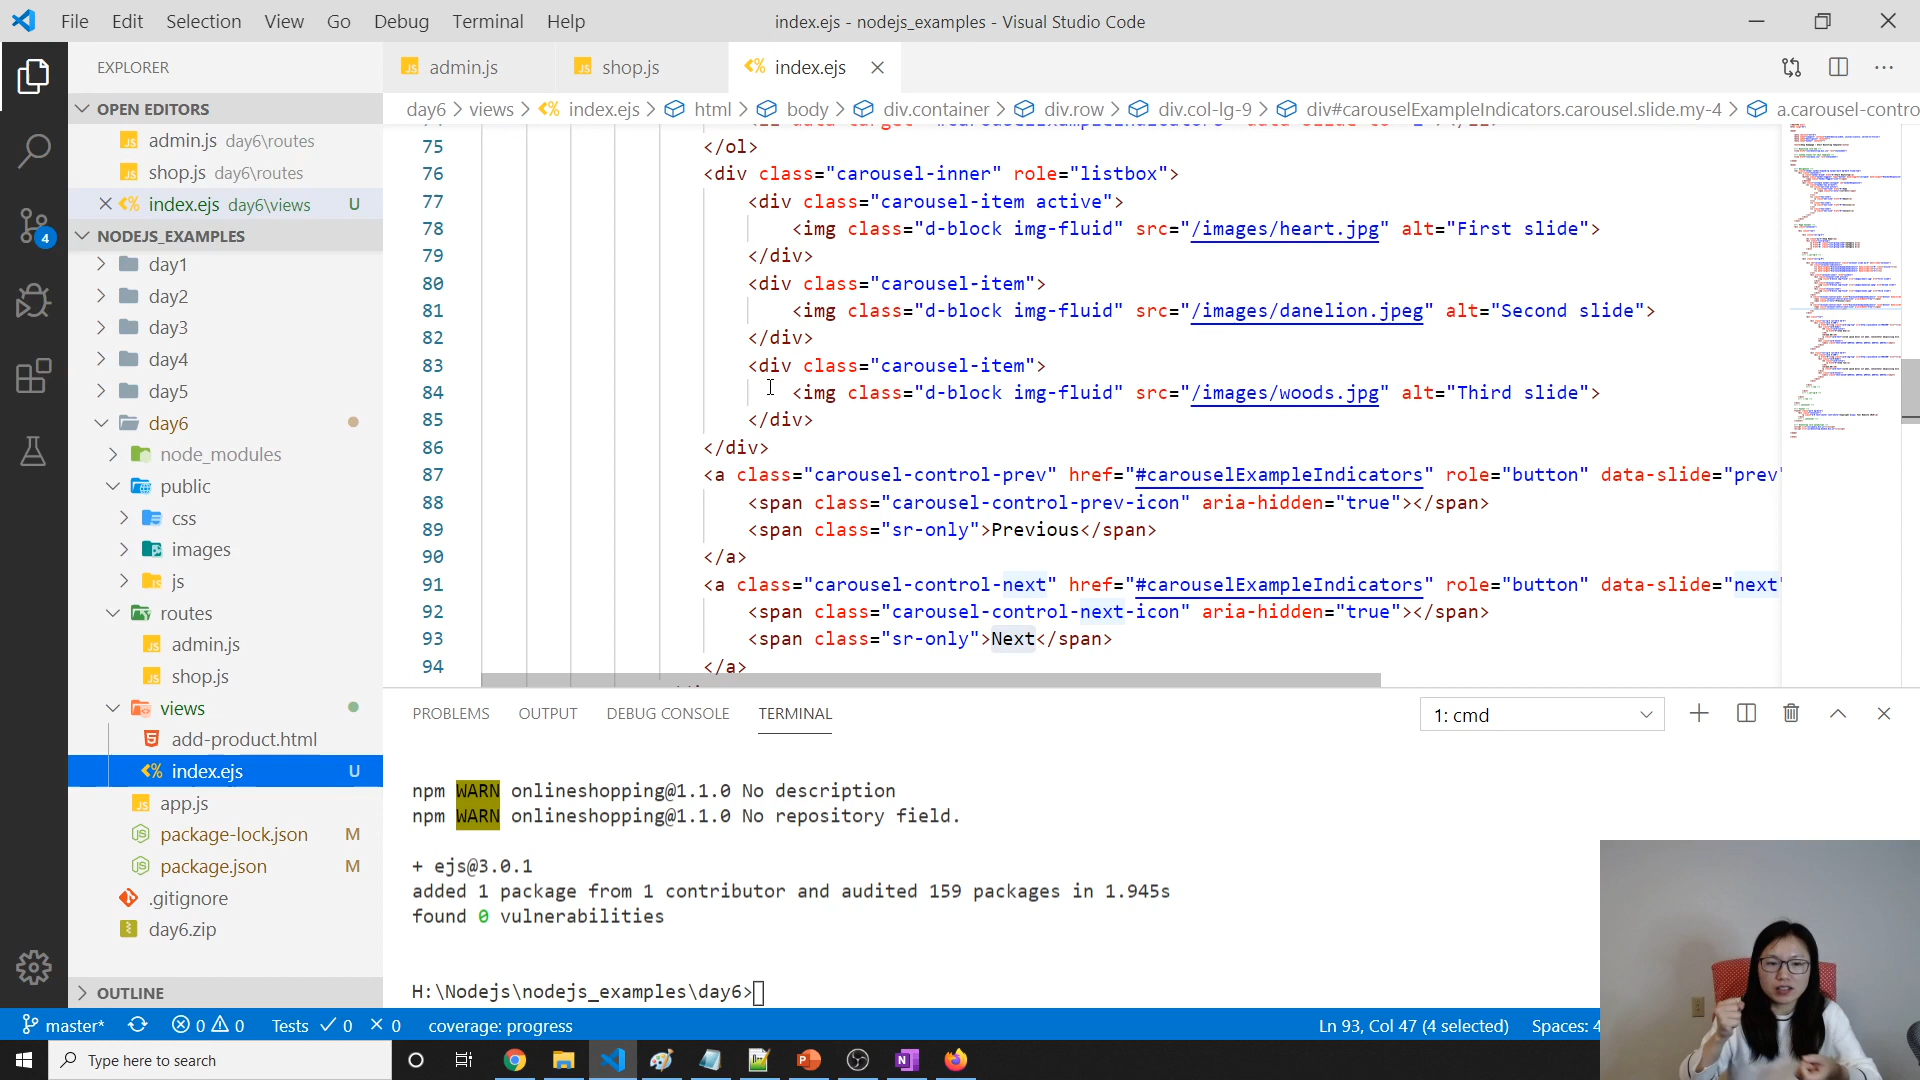 File Edit Selection View Go Debug Terminal Help
index.ejs - nodejs_examples - Visual Studio Code
EXPLORER
OPEN EDITORS
admin.js day6\routes
shop.js day6\routes
index.ejs day6\views U
4
NODEJS_EXAMPLES
day1
day2
day3
day4
day5
day6
node_modules
public
css
images
js
routes
admin.js
shop.js
views
add-product.html
index.ejs U
app.js
package-lock.json M
package.json M
.gitignore
day6.zip
OUTLINE
admin.js shop.js index.ejs
day6 > views > index.ejs > html > body > div.container > div.row > div.col-lg-9 > div#carouselExampleIndicators.carousel.slide.my-4 > a.carousel-contro
75 </ol>
76 <div class="carousel-inner" role="listbox">
77 <div class="carousel-item active">
78 <img class="d-block img-fluid" src="/images/heart.jpg" alt="First slide">
79 </div>
80 <div class="carousel-item">
81 <img class="d-block img-fluid" src="/images/danelion.jpeg" alt="Second slide">
82 </div>
83 <div class="carousel-item">
84 <img class="d-block img-fluid" src="/images/woods.jpg" alt="Third slide">
85 </div>
86 </div>
87 <a class="carousel-control-prev" href="#carouselExampleIndicators" role="button" data-slide="prev"
88 <span class="carousel-control-prev-icon" aria-hidden="true"></span>
89 <span class="sr-only">Previous</span>
90 </a>
91 <a class="carousel-control-next" href="#carouselExampleIndicators" role="button" data-slide="next"
92 <span class="carousel-control-next-icon" aria-hidden="true"></span>
93 <span class="sr-only">Next</span>
94 </a>
PROBLEMS OUTPUT DEBUG CONSOLE TERMINAL
1: cmd
npm WARN onlineshopping@1.1.0 No description
npm WARN onlineshopping@1.1.0 No repository field.
+ ejs@3.0.1
added 1 package from 1 contributor and audited 159 packages in 1.945s
found 0 vulnerabilities
H:\Nodejs\nodejs_examples\day6>
master* 0 0 Tests 0 0 coverage: progress
Ln 93, Col 47 (4 selected) Spaces: 4
Type here to search